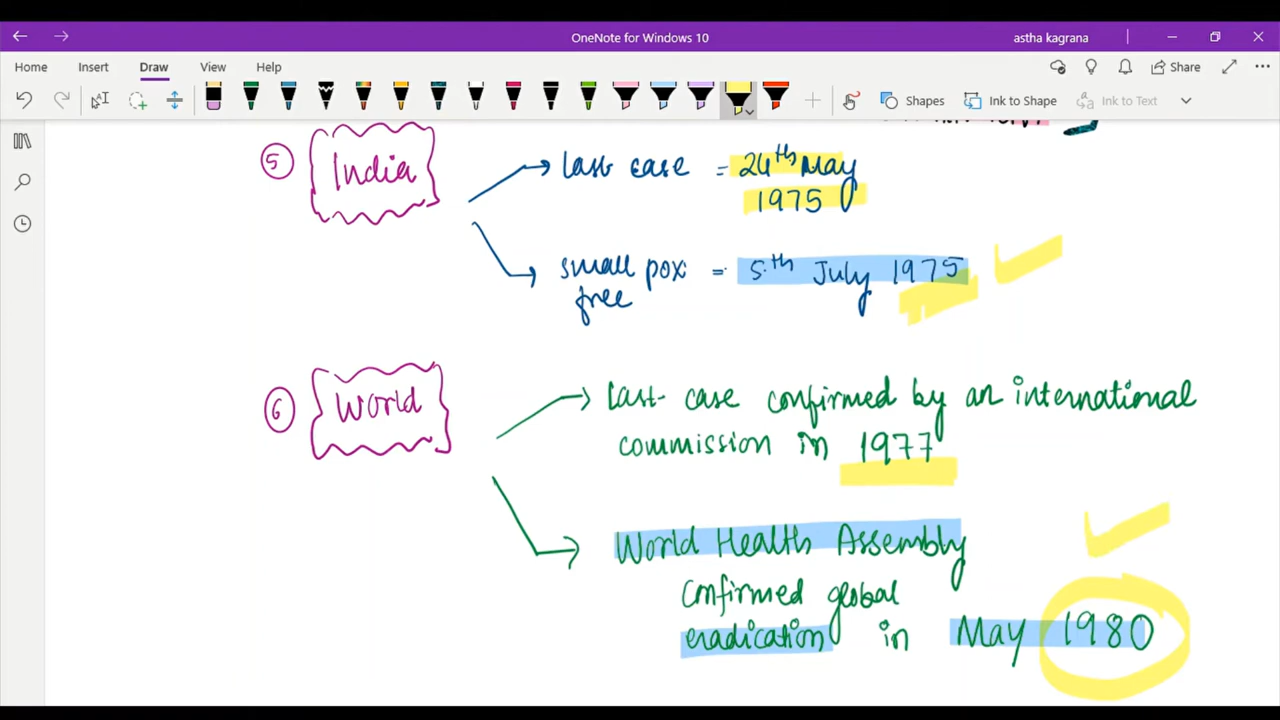 OneNote for Windows 10
astha kagrana
Home Insert Draw View Help
Share
Shapes Ink to Shape Ink to Text
5 India
last case = 24th May
1975
small pox = 5th July 1975
free
6 World
last case confirmed by an international
commission in 1977
World Health Assembly
confirmed global
eradication in May 1980